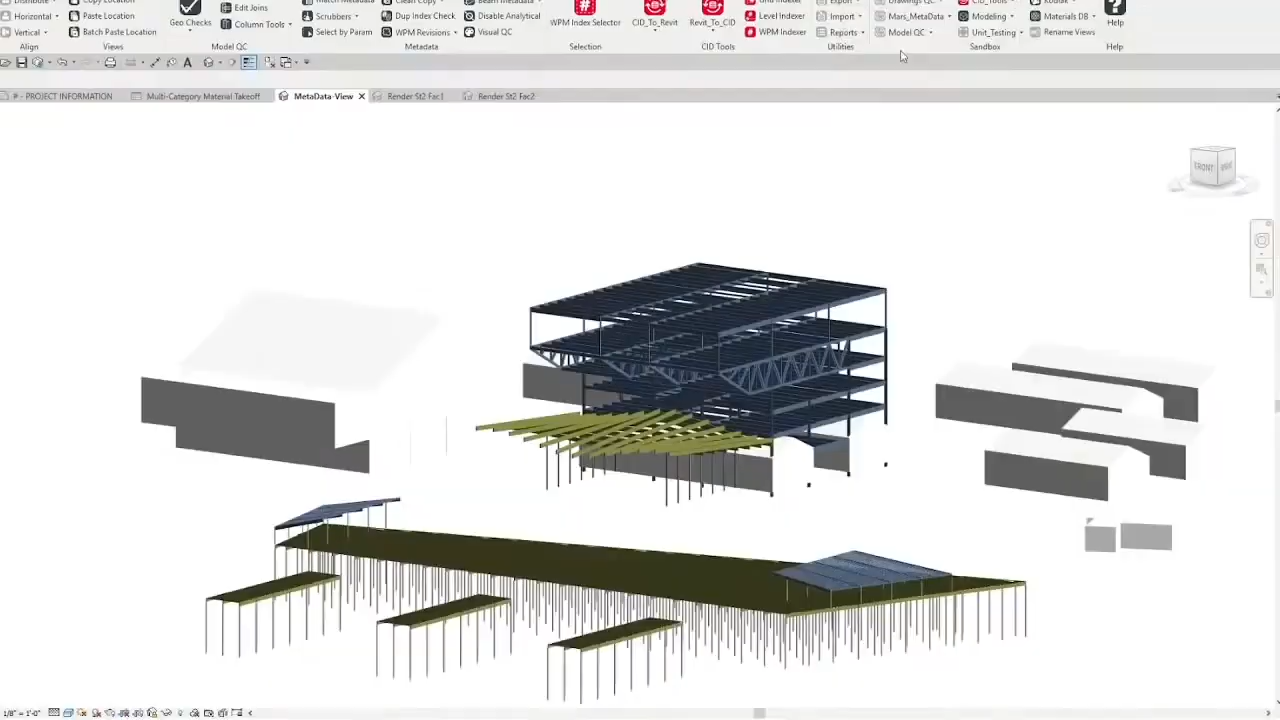 Copy Location
Edit Joins
Match Metadata
Clean Copy
Beam Metadata
Export
Drawings QC
CID_Tools
Kodiak
Horizontal
Paste Location
Geo Checks
Scrubbers
Dup Index Check
Disable Analytical
WPM Index Selector
CID_To_Revit
Revit_To_CID
Level Indexer
Import
Mars_MetaData
Modeling
Materials DB
Help
Vertical
Batch Paste Location
Column Tools
Select by Param
WPM Revisions
Visual QC
WPM Indexer
Reports
Model QC
Unit_Testing
Rename Views
Align
Views
Model QC
Metadata
Selection
CID Tools
Utilities
Sandbox
Help
P - PROJECT INFORMATION
Multi-Category Material Takeoff
MetaData-View
Render St2 Fac1
Render St2 Fac2
FRONT
1/8" = 1'-0"